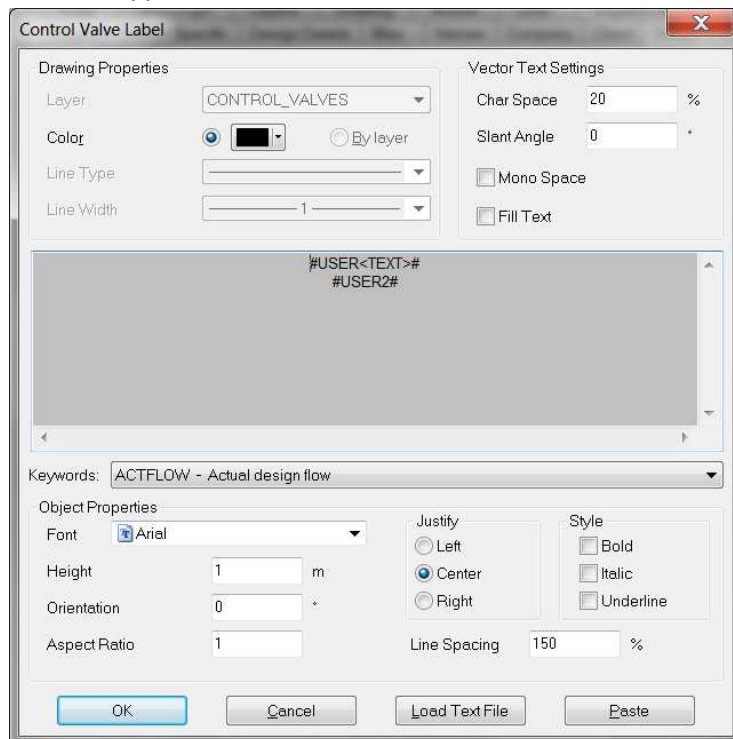 Control Valve Label
Drawing Properties
Layer
CONTROL_VALVES
Color
By layer
Line Type
Line Width
1
Vector Text Settings
Char Space 20 %
Slant Angle 0 °
Mono Space
Fill Text
#USER<TEXT>#
#USER2#
Keywords: ACTFLOW - Actual design flow
Object Properties
Font Arial
Height 1 m
Orientation 0 °
Aspect Ratio 1
Justify
Left
Center
Right
Style
Bold
Italic
Underline
Line Spacing 150 %
OK Cancel Load Text File Paste